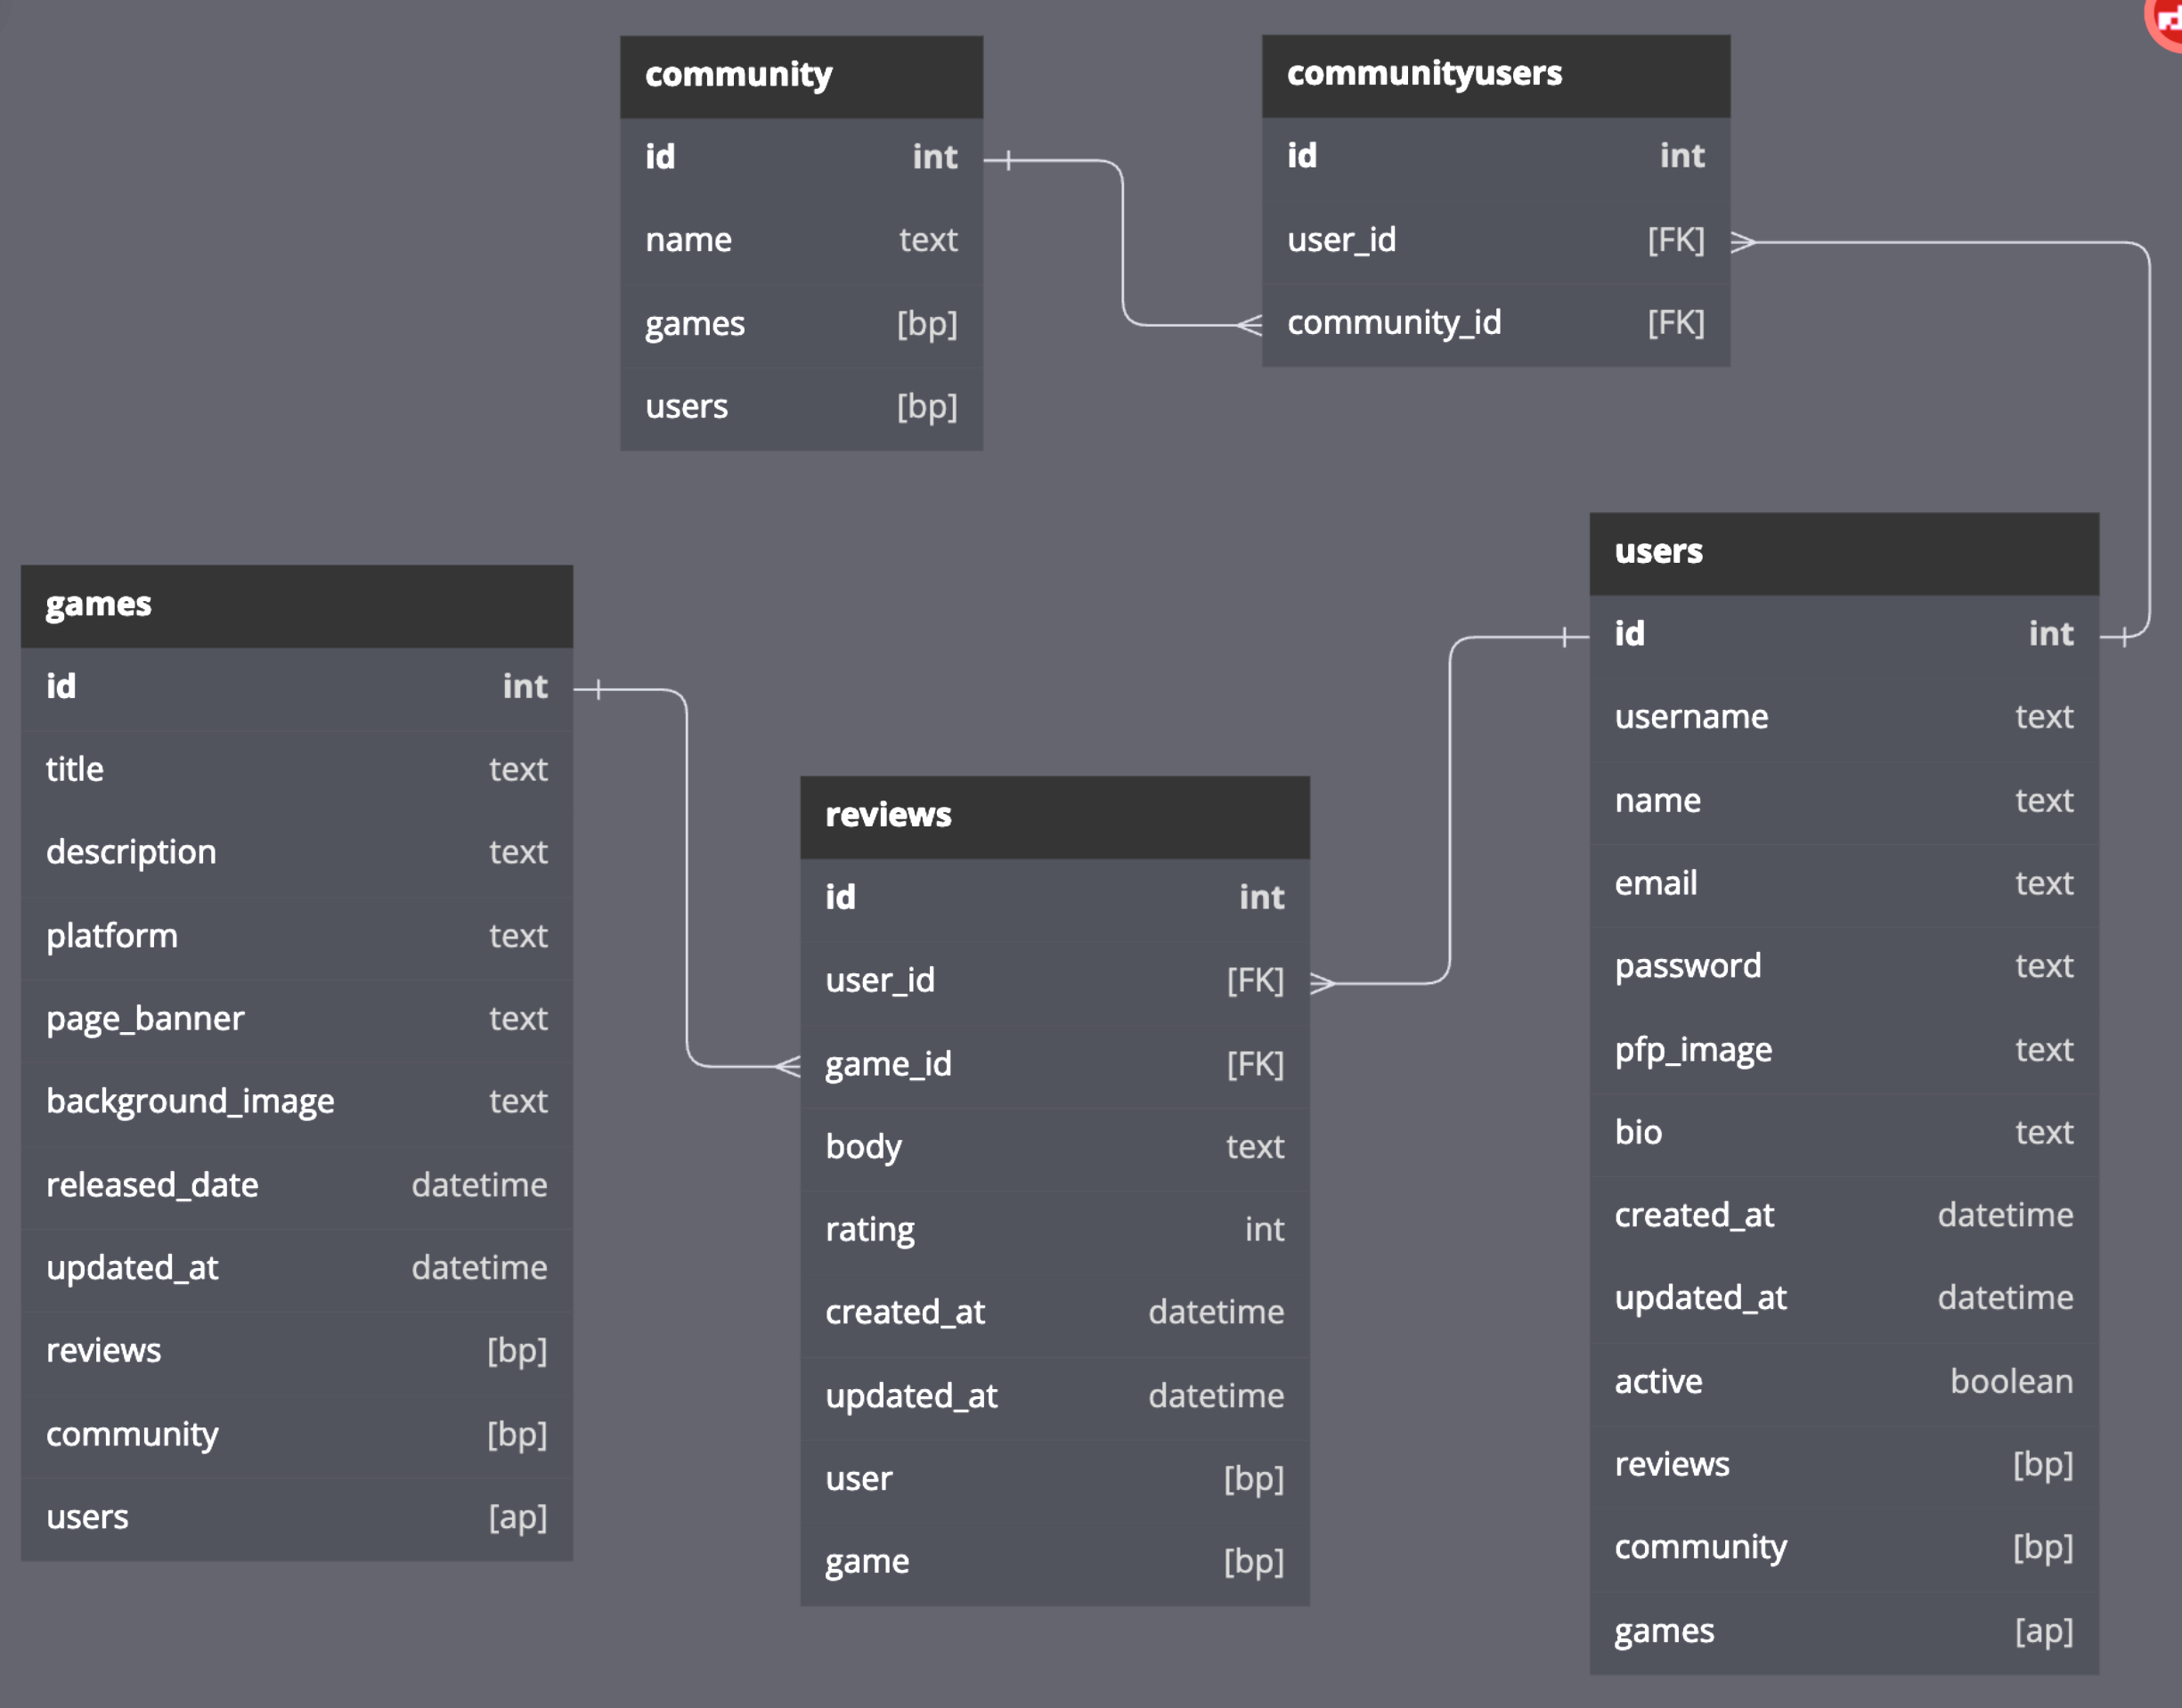 community
id int
name text
games [bp]
users [bp]
communityusers
id int
user_id [FK]
community_id [FK]
games
id int
title text
description text
platform text
page_banner text
background_image text
released_date datetime
updated_at datetime
reviews [bp]
community [bp]
users [ap]
reviews
id int
user_id [FK]
game_id [FK]
body text
rating int
created_at datetime
updated_at datetime
user [bp]
game [bp]
users
id int
username text
name text
email text
password text
pfp_image text
bio text
created_at datetime
updated_at datetime
active boolean
reviews [bp]
community [bp]
games [ap]